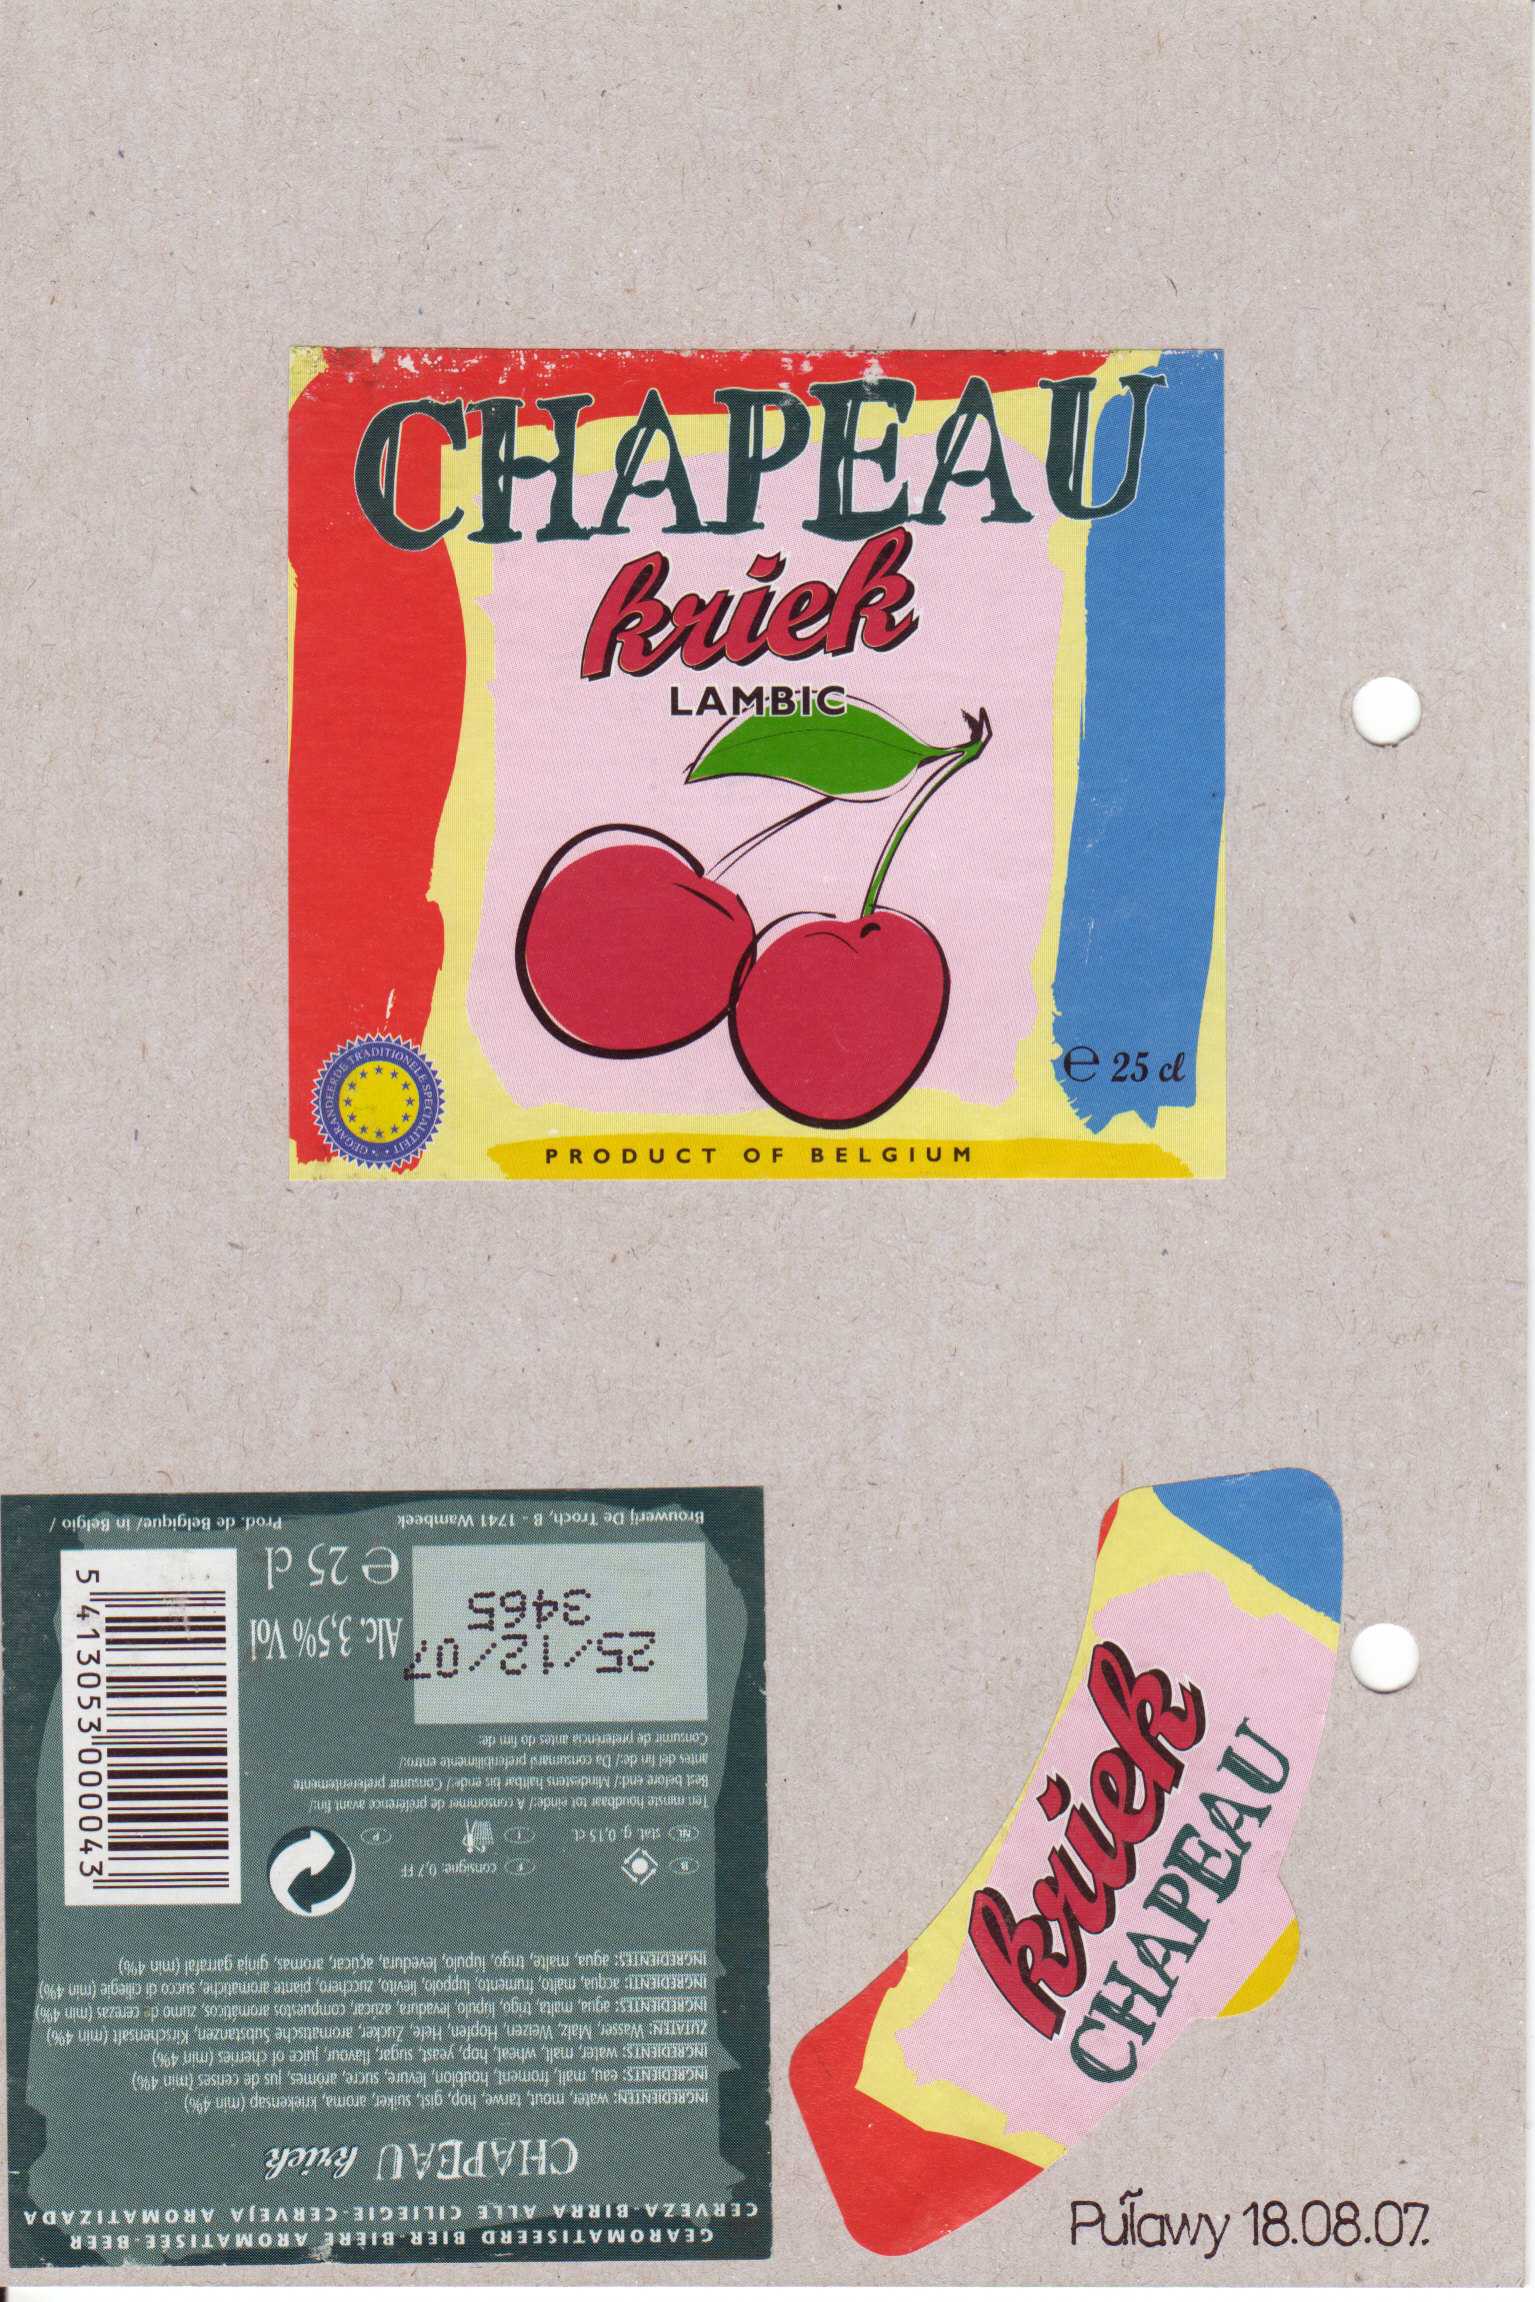 CHAPEAU
kriek
LAMBIC
GEGARANDEERDE TRADITIONELE SPECIALITEIT
℮ 25 cl
PRODUCT OF BELGIUM
GEAROMATISEERD BIER-BIÈRE AROMATISÉE-BEER
CERVEZA-BIRRA ALLE CILIEGIE-CERVEJA AROMATIZADA
CHAPEAU kriek
INGREDIENTEN: water, mout, tarwe, hop, gist, suiker, aroma, kriekensap (min 4%)
INGREDIENTS: eau, malt, froment, houblon, levure, sucre, arômes, jus de cerises (min 4%)
INGREDIENTS: water, malt, wheat, hop, yeast, sugar, flavour, juice of cherries (min 4%)
ZUTATEN: Wasser, Malz, Weizen, Hopfen, Hefe, Zucker, aromatische Substanzen, Kirschensaft (min 4%)
INGREDIENTES: agua, malta, trigo, lupulo, levadura, azúcar, compuestos aromáticos, zumo de cerezas (min 4%)
INGREDIENTI: acqua, malto, frumento, luppolo, lievito, zucchero, piante aromatiche, succo di ciliegie (min 4%)
INGREDIENTES: agua, malte, trigo, lupulo, levedura, açucar, aromas, ginja garrafal (min 4%)
B F consigne: 0,7 FF
NL stat. g. 0,15 ct. I P
Ten minste houdbaar tot einde:/ A consommer de préférence avant fin:/
Best before end:/ Mindestens haltbar bis ende:/ Consumir preferentemente
antes del fin de:/ Da consumarsi preferibilmente entro:/
Consumir de preferência antes do fim de:
25/12/07
3465
Alc. 3,5% Vol
℮ 25 cl
5 413053 000043
Brouwerij De Troch, B - 1741 Wambeek
Prod. de Belgique/ in Belgio /
kriek
CHAPEAU
Puławy 18.08.07.